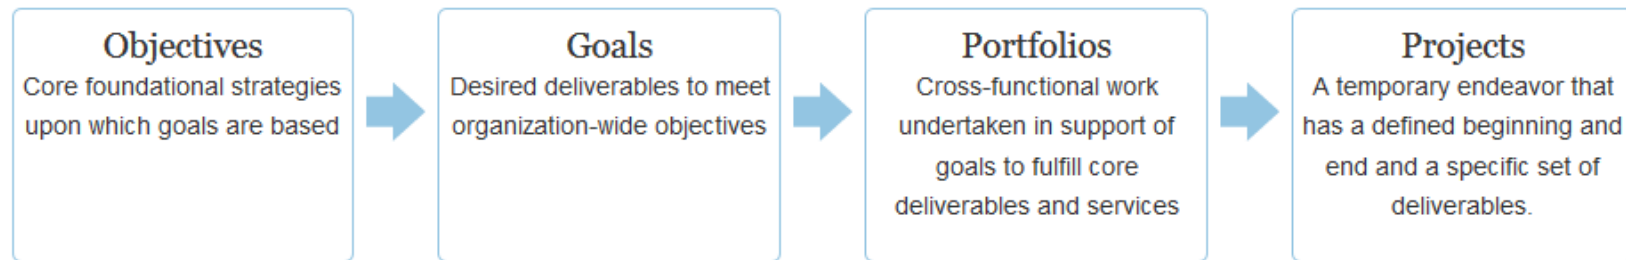 Objectives
Core foundational strategies
upon which goals are based
Goals
Desired deliverables to meet
organization-wide objectives
Portfolios
Cross-functional work
undertaken in support of
goals to fulfill core
deliverables and services
Projects
A temporary endeavor that
has a defined beginning and
end and a specific set of
deliverables.